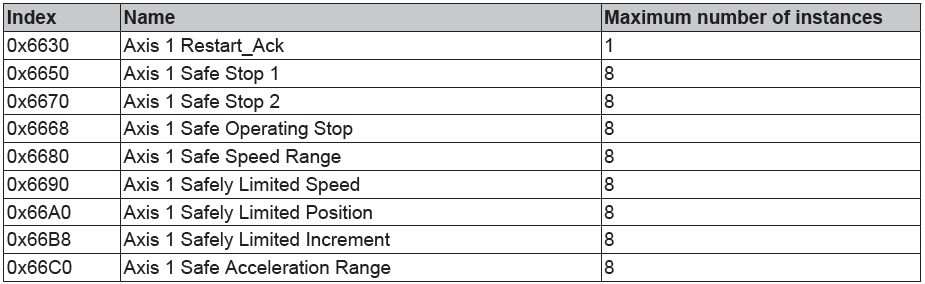 Index Name Maximum number of instances
0x6630 Axis 1 Restart_Ack 1
0x6650 Axis 1 Safe Stop 1 8
0x6670 Axis 1 Safe Stop 2 8
0x6668 Axis 1 Safe Operating Stop 8
0x6680 Axis 1 Safe Speed Range 8
0x6690 Axis 1 Safely Limited Speed 8
0x66A0 Axis 1 Safely Limited Position 8
0x66B8 Axis 1 Safely Limited Increment 8
0x66C0 Axis 1 Safe Acceleration Range 8